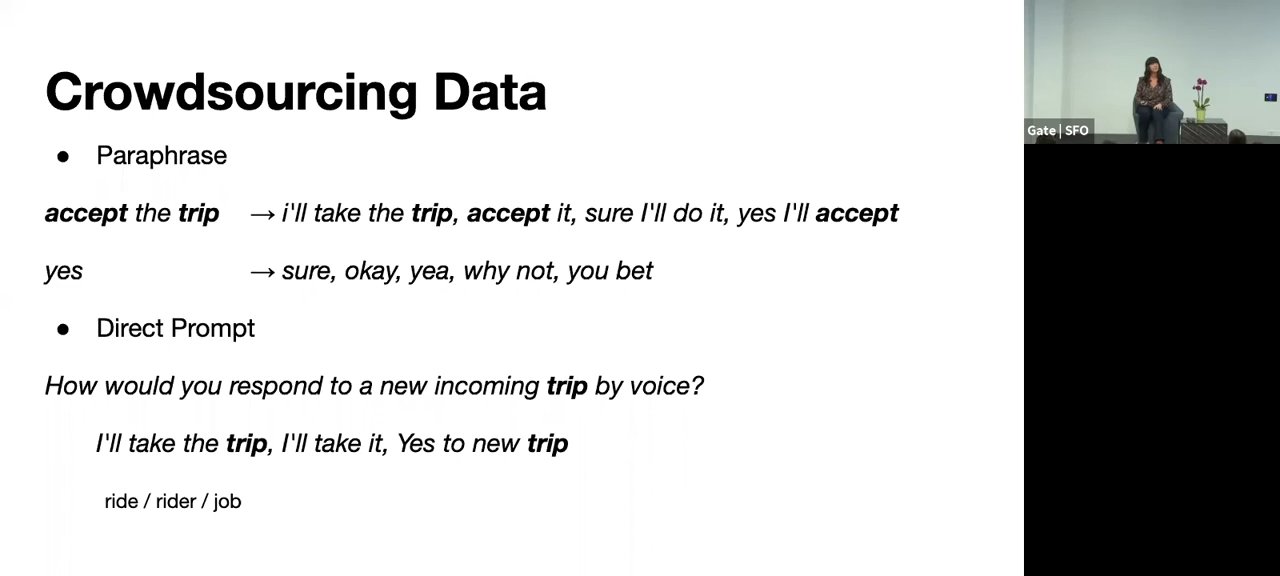 Crowdsourcing Data
● Paraphrase
accept the trip → i'll take the trip, accept it, sure I'll do it, yes I'll accept
yes → sure, okay, yea, why not, you bet
● Direct Prompt
How would you respond to a new incoming trip by voice?
I'll take the trip, I'll take it, Yes to new trip
ride / rider / job
Gate | SFO